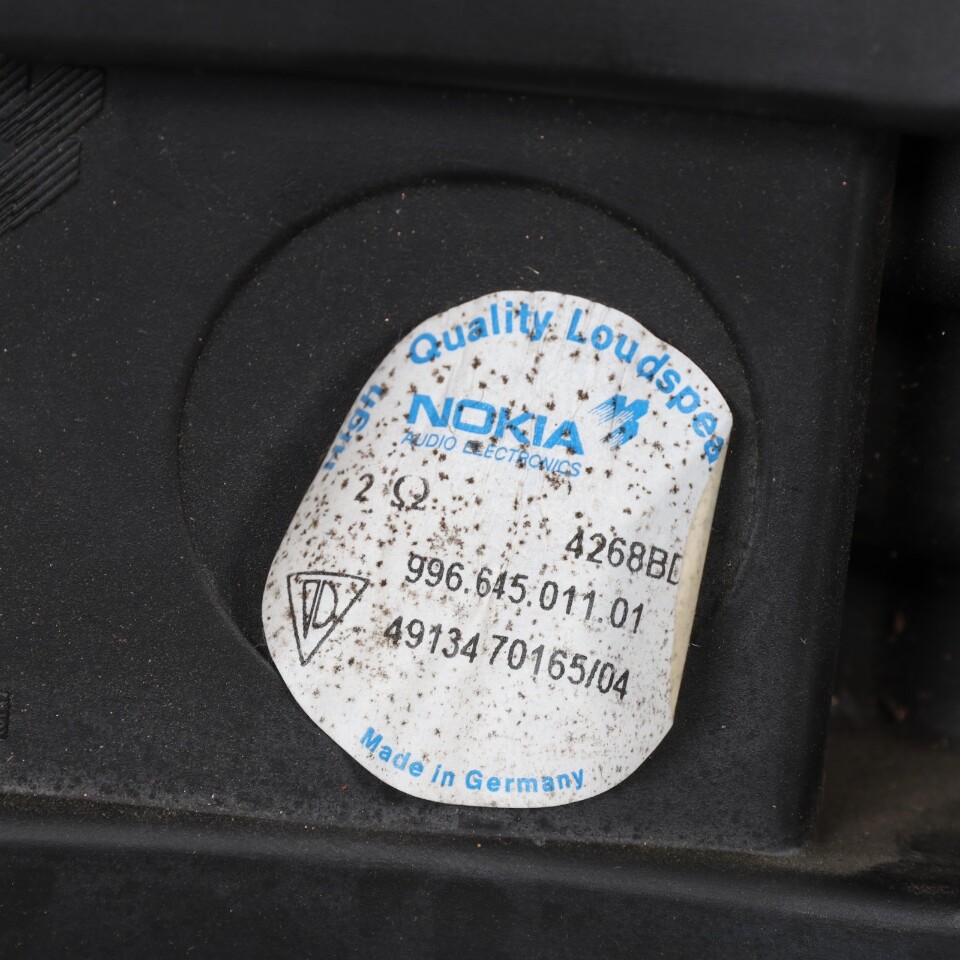 High Quality Loudspea
NOKIA
AUDIO ELECTRONICS
2 Ω
4268BD
996.645.011.01
4913470165/04
Made in Germany